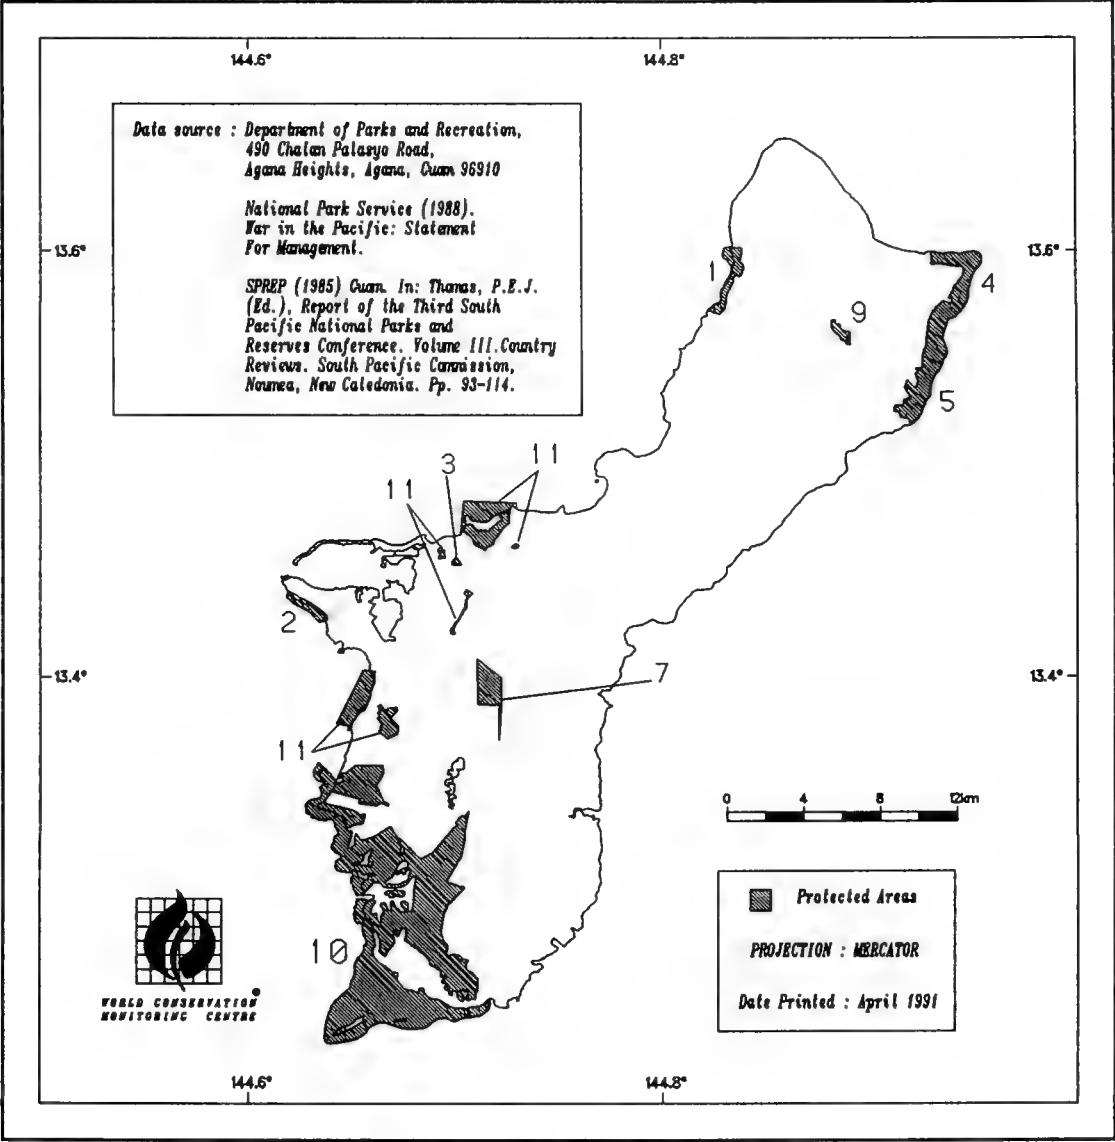 144.6°
144.8°
Data source : Department of Parks and Recreation,
490 Chalan Palasyo Road,
Agana Heights, Agana, Guam 96910
National Park Service (1988).
War in the Pacific: Statement
For Management.
SPREP (1985) Guam. In: Thomas, P.E.J.
(Ed.), Report of the Third South
Pacific National Parks and
Reserves Conference. Volume III.Country
Reviews. South Pacific Commission,
Noumea, New Caledonia. Pp. 93-114.
13.6°
13.6°
1
4
9
5
3
11
11
2
13.4°
7
13.4°
11
0 4 8 12km
10
Protected Areas
PROJECTION : MERCATOR
Date Printed : April 1991
WORLD CONSERVATION
MONITORING CENTRE
144.6°
144.8°